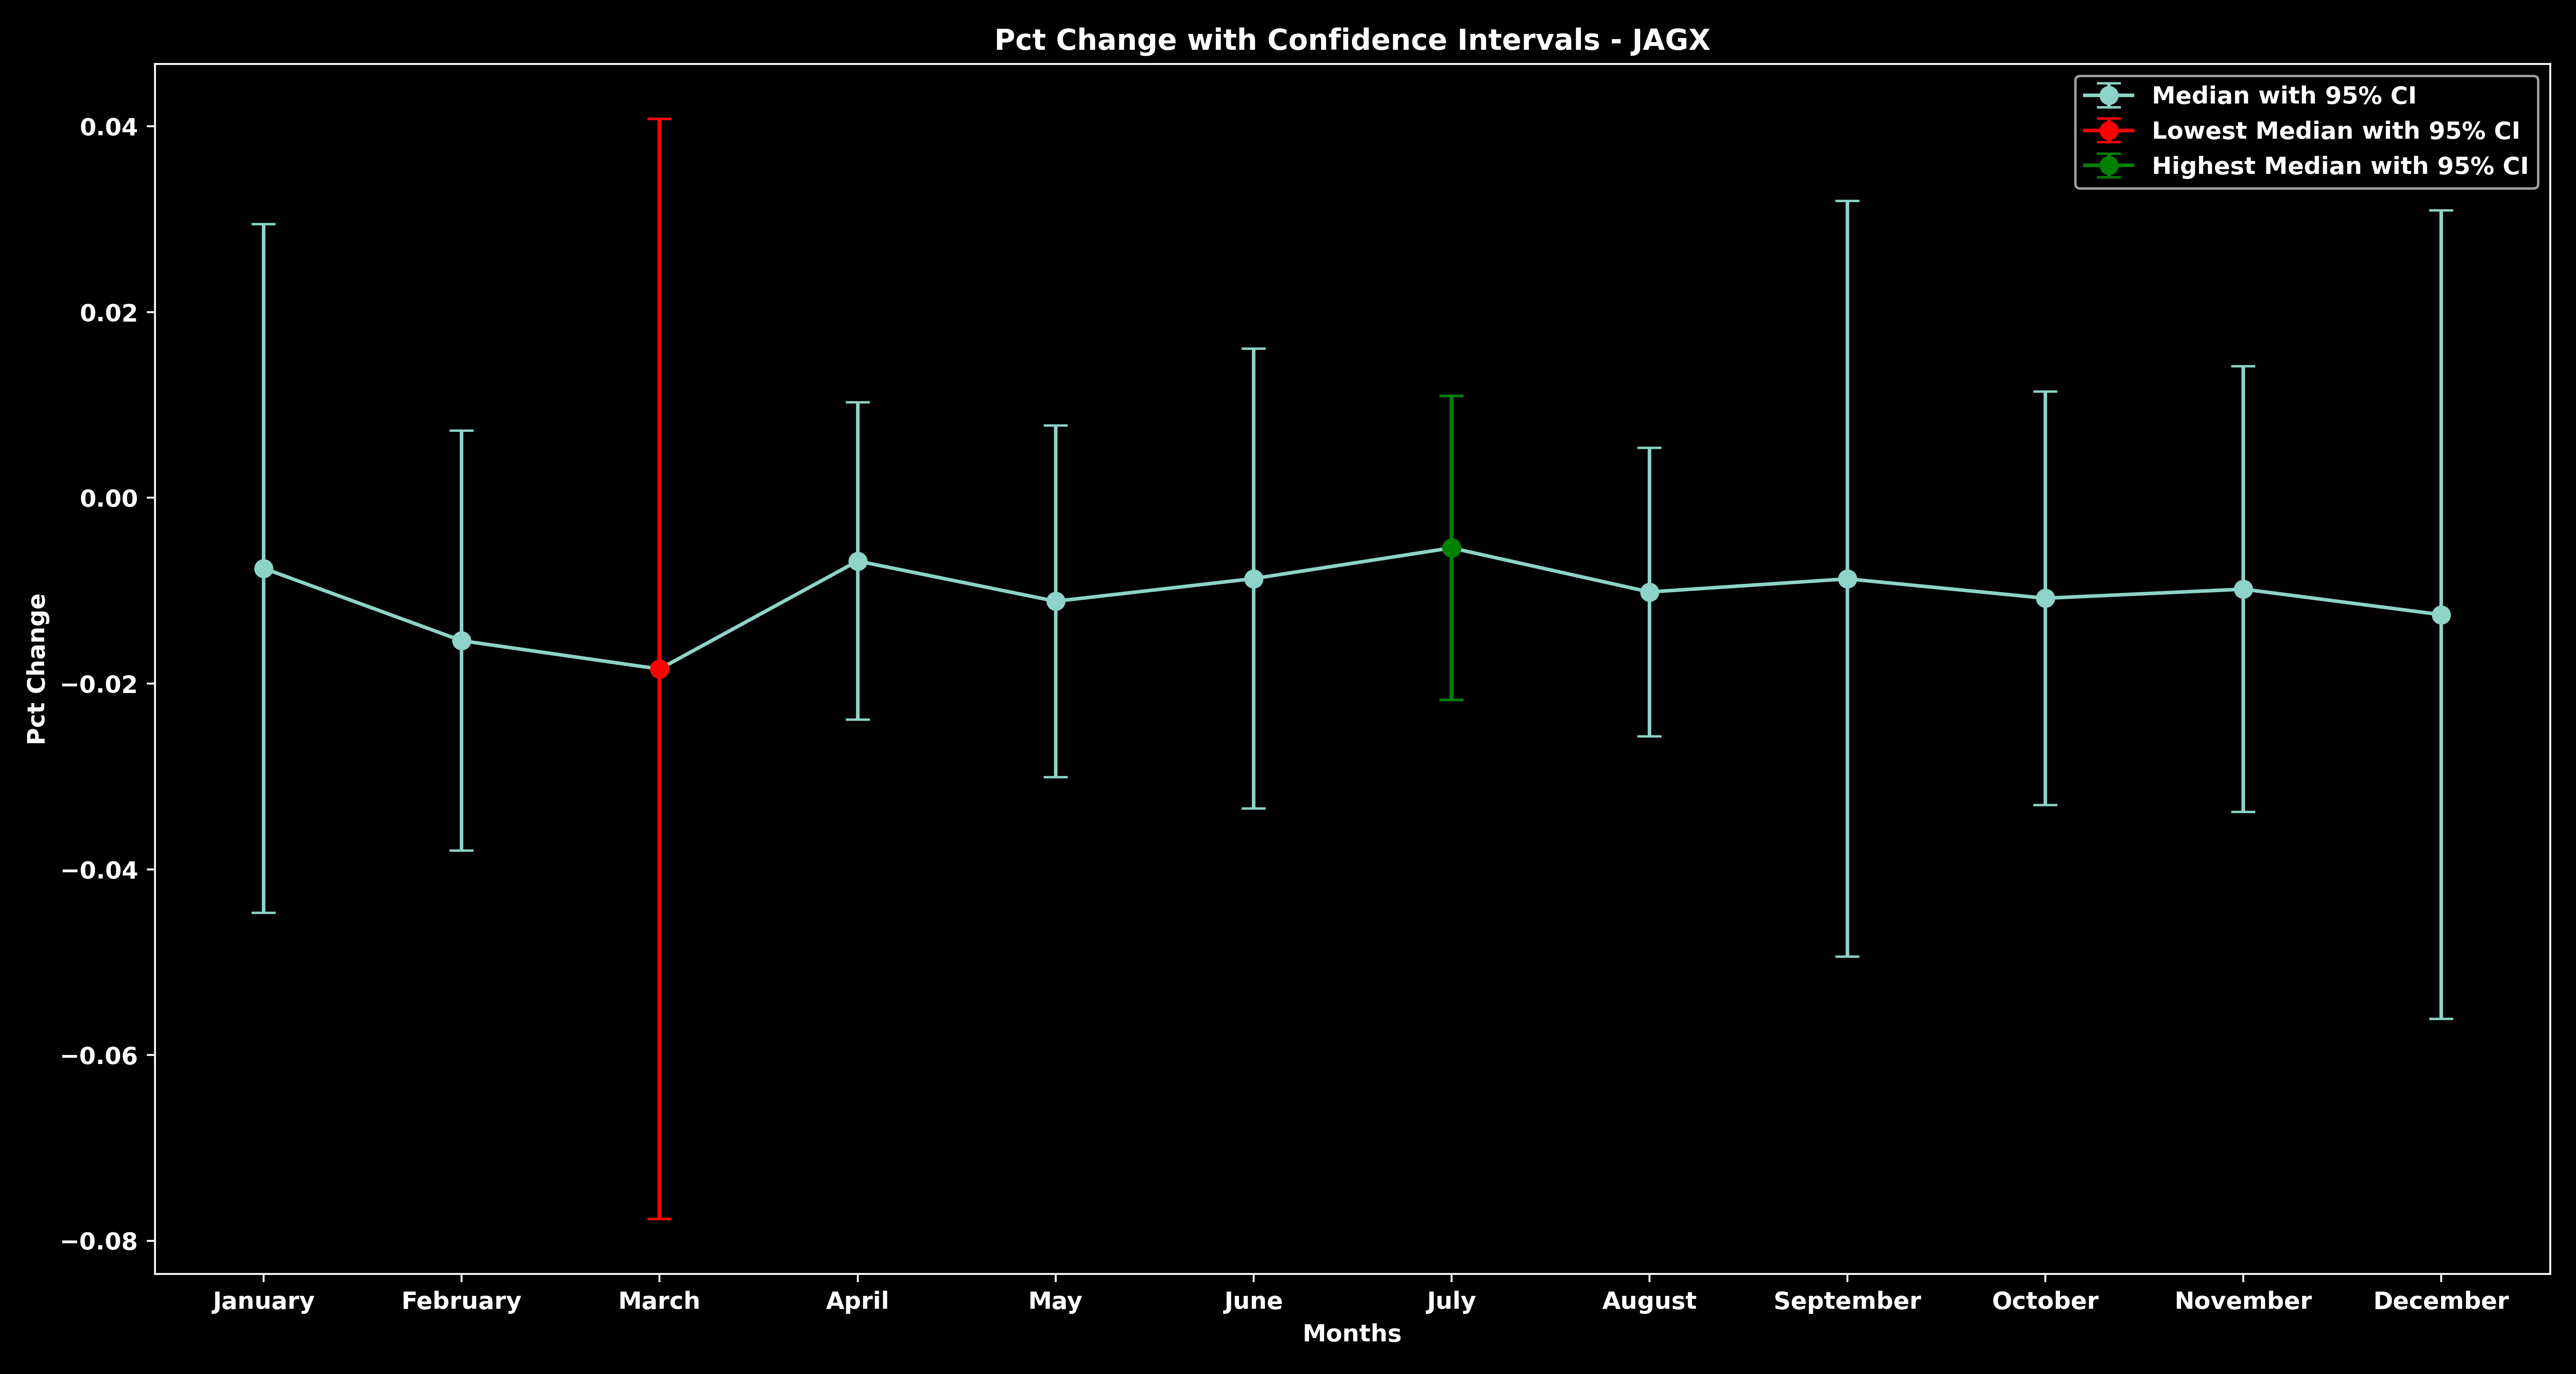 Pct Change with Confidence Intervals - JAGX
Median with 95% CI
Lowest Median with 95% CI
Highest Median with 95% CI
Pct Change
0.04
0.02
0.00
−0.02
−0.04
−0.06
−0.08
January February March April May June July August September October November December
Months